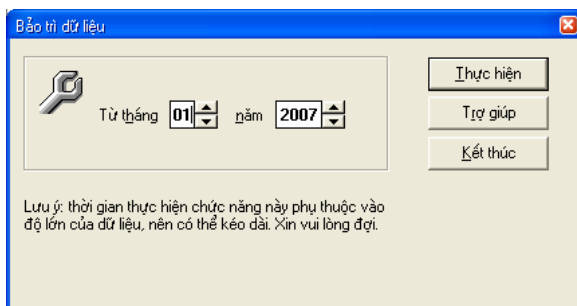 Bảo trì dữ liệu
Từ tháng 01 năm 2007
Thực hiện
Trợ giúp
Kết thúc
Lưu ý: thời gian thực hiện chức năng này phụ thuộc vào
độ lớn của dữ liệu, nên có thể kéo dài. Xin vui lòng đợi.